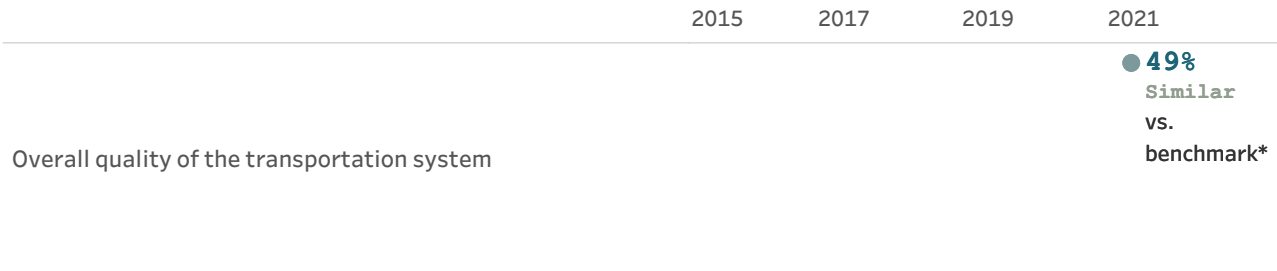 2015 2017 2019 2021
49%
Similar
vs.
benchmark*
Overall quality of the transportation system